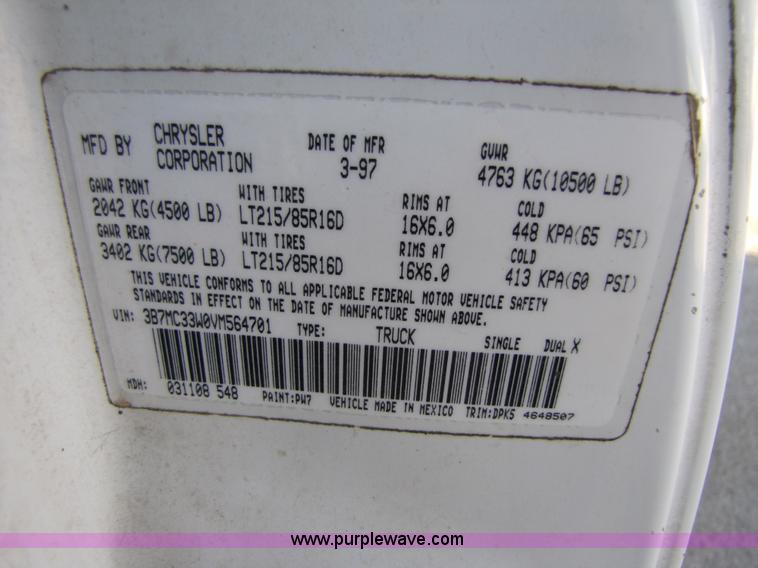 MFD BY CHRYSLER CORPORATION DATE OF MFR 3-97 GVWR 4763 KG(10500 LB)
GAWR FRONT WITH TIRES RIMS AT COLD
2042 KG(4500 LB) LT215/85R16D 16X6.0 448 KPA(65 PSI)
GAWR REAR WITH TIRES RIMS AT COLD
3402 KG(7500 LB) LT215/85R16D 16X6.0 413 KPA(60 PSI)
THIS VEHICLE CONFORMS TO ALL APPLICABLE FEDERAL MOTOR VEHICLE SAFETY
STANDARDS IN EFFECT ON THE DATE OF MANUFACTURE SHOWN ABOVE.
VIN: 3B7MC33W0VM564701 TYPE: TRUCK SINGLE DUAL X
MDH: 031108 548 PAINT:PW7 VEHICLE MADE IN MEXICO TRIM:DPK5 4648507
www.purplewave.com